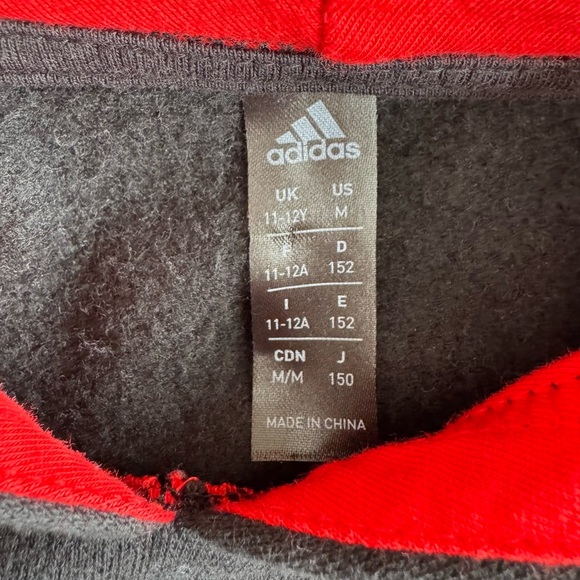 adidas
UK US
11-12Y M
F D
11-12A 152
I E
11-12A 152
CDN J
M/M 150
MADE IN CHINA